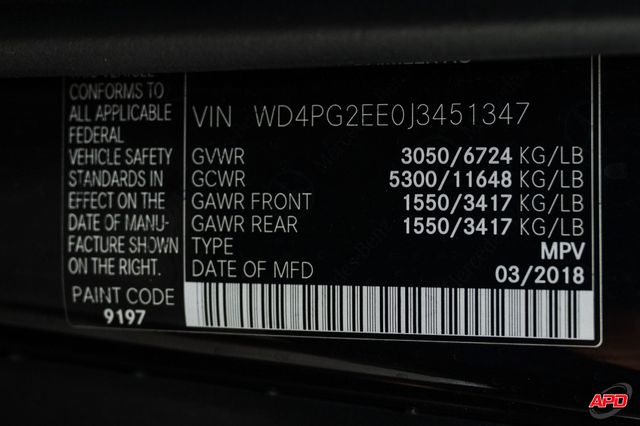 CONFORMS TO
ALL APPLICABLE
FEDERAL
VEHICLE SAFETY
STANDARDS IN
EFFECT ON THE
DATE OF MANU-
FACTURE SHOWN
ON THE RIGHT.
PAINT CODE
9197
VIN WD4PG2EE0J3451347
GVWR 3050/6724 KG/LB
GCWR 5300/11648 KG/LB
GAWR FRONT 1550/3417 KG/LB
GAWR REAR 1550/3417 KG/LB
TYPE MPV
DATE OF MFD 03/2018
Mercedes-Benz
APD